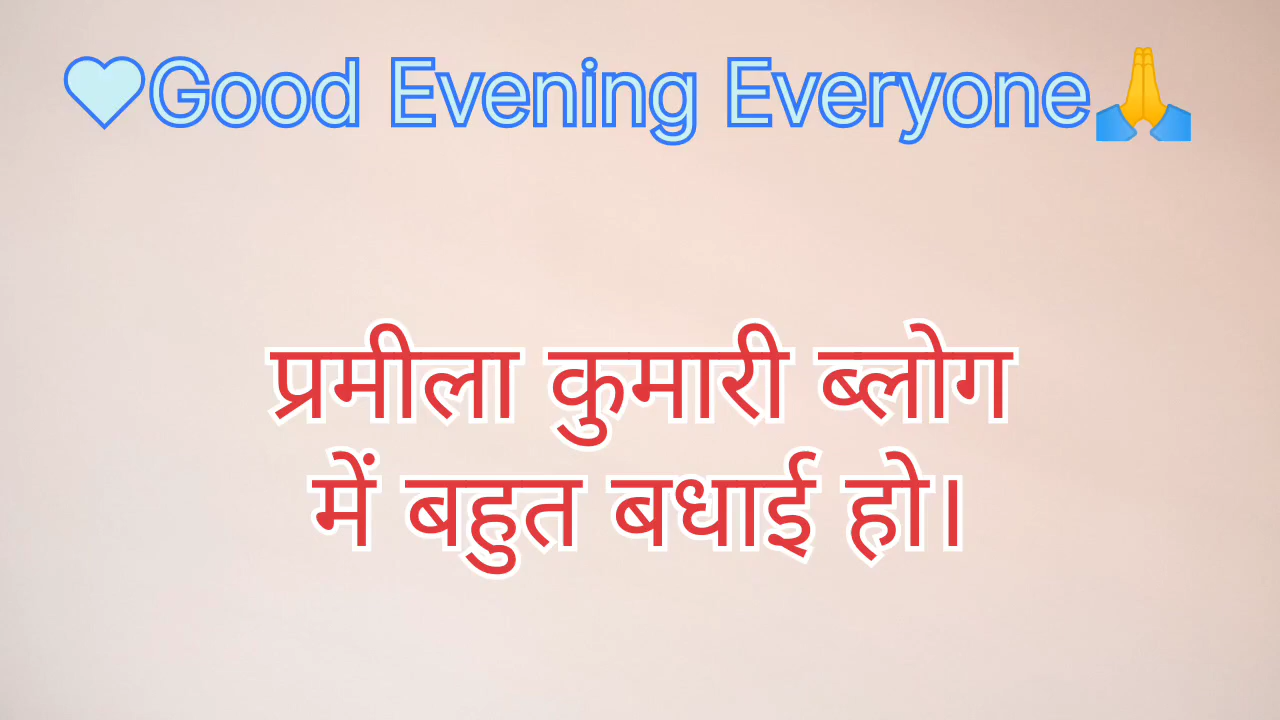 🩵Good Evening Everyone🙏
प्रमीला कुमारी ब्लोग
में बहुत बधाई हो।